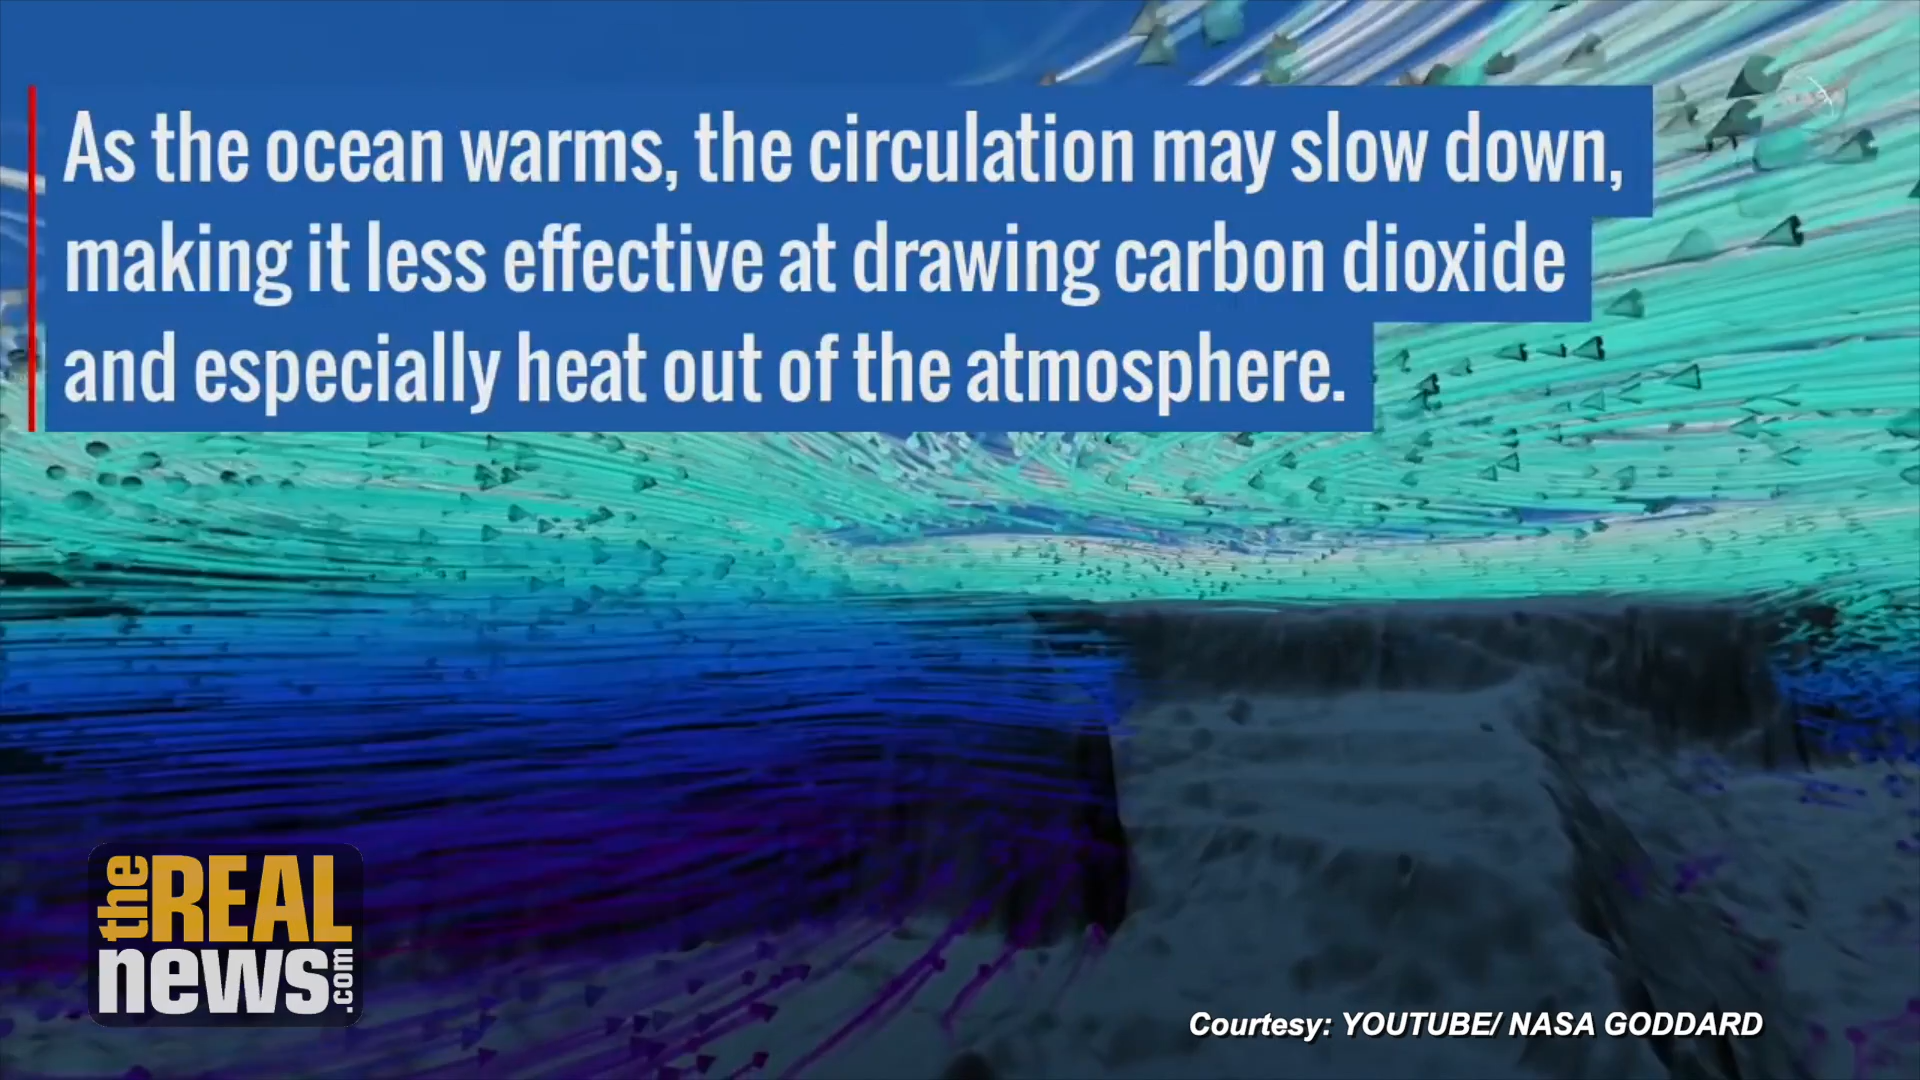 As the ocean warms, the circulation may slow down,
making it less effective at drawing carbon dioxide
and especially heat out of the atmosphere.
the REAL
news.com
Courtesy: YOUTUBE/ NASA GODDARD